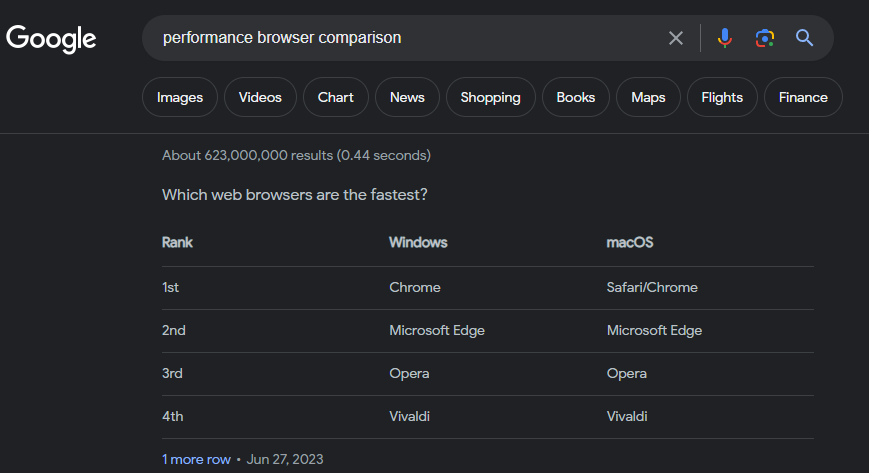 Google performance browser comparison
Images Videos Chart News Shopping Books Maps Flights Finance
About 623,000,000 results (0.44 seconds)
Which web browsers are the fastest?
Rank Windows macOS
1st Chrome Safari/Chrome
2nd Microsoft Edge Microsoft Edge
3rd Opera Opera
4th Vivaldi Vivaldi
1 more row • Jun 27, 2023